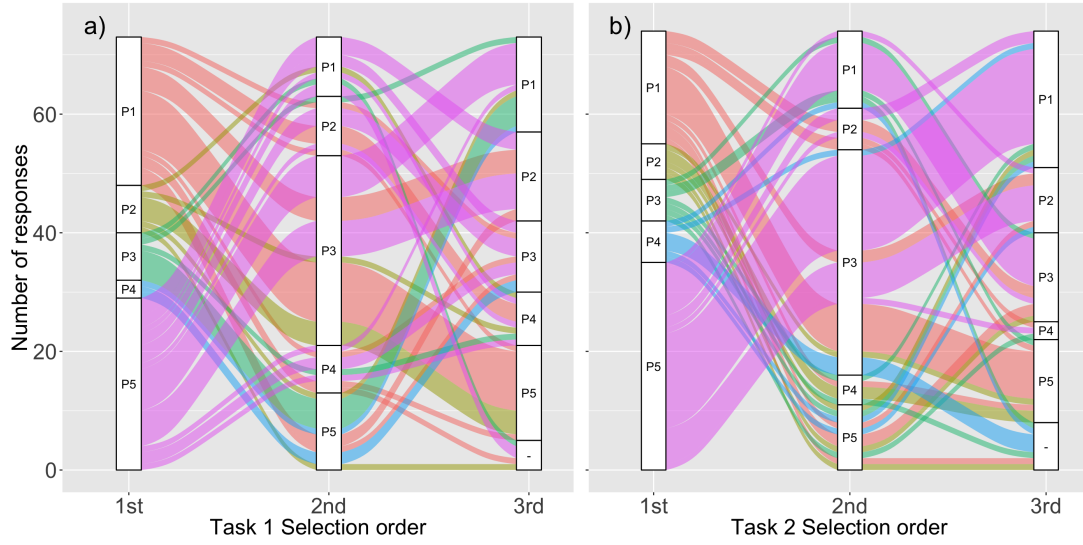 a)
b)
Number of responses
60
40
20
0
P1
P2
P3
P4
P5
P1
P2
P3
P4
P5
P1
P2
P3
P4
P5
-
1st
2nd
3rd
Task 1 Selection order
P1
P2
P3
P4
P5
P1
P2
P3
P4
P5
P1
P2
P3
P4
P5
-
1st
2nd
3rd
Task 2 Selection order